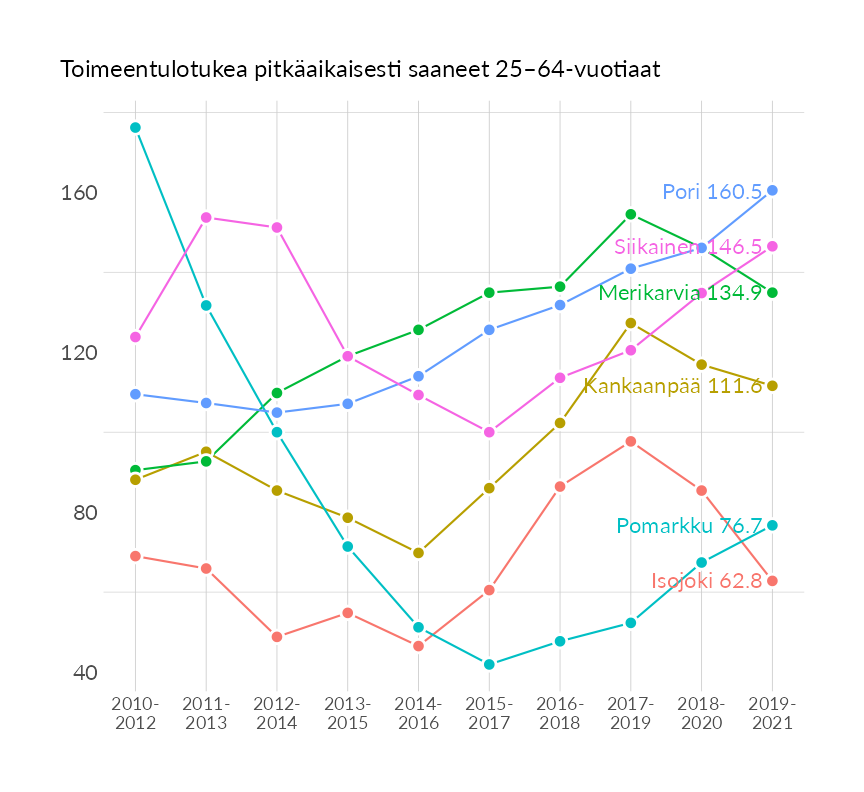 Toimeentulotukea pitkäaikaisesti saaneet 25–64-vuotiaat
160
120
80
40
Pori 160.5
Siikainen 146.5
Merikarvia 134.9
Kankaanpää 111.6
Pomarkku 76.7
Isojoki 62.8
2010- 2011- 2012- 2013- 2014- 2015- 2016- 2017- 2018- 2019-
2012 2013 2014 2015 2016 2017 2018 2019 2020 2021